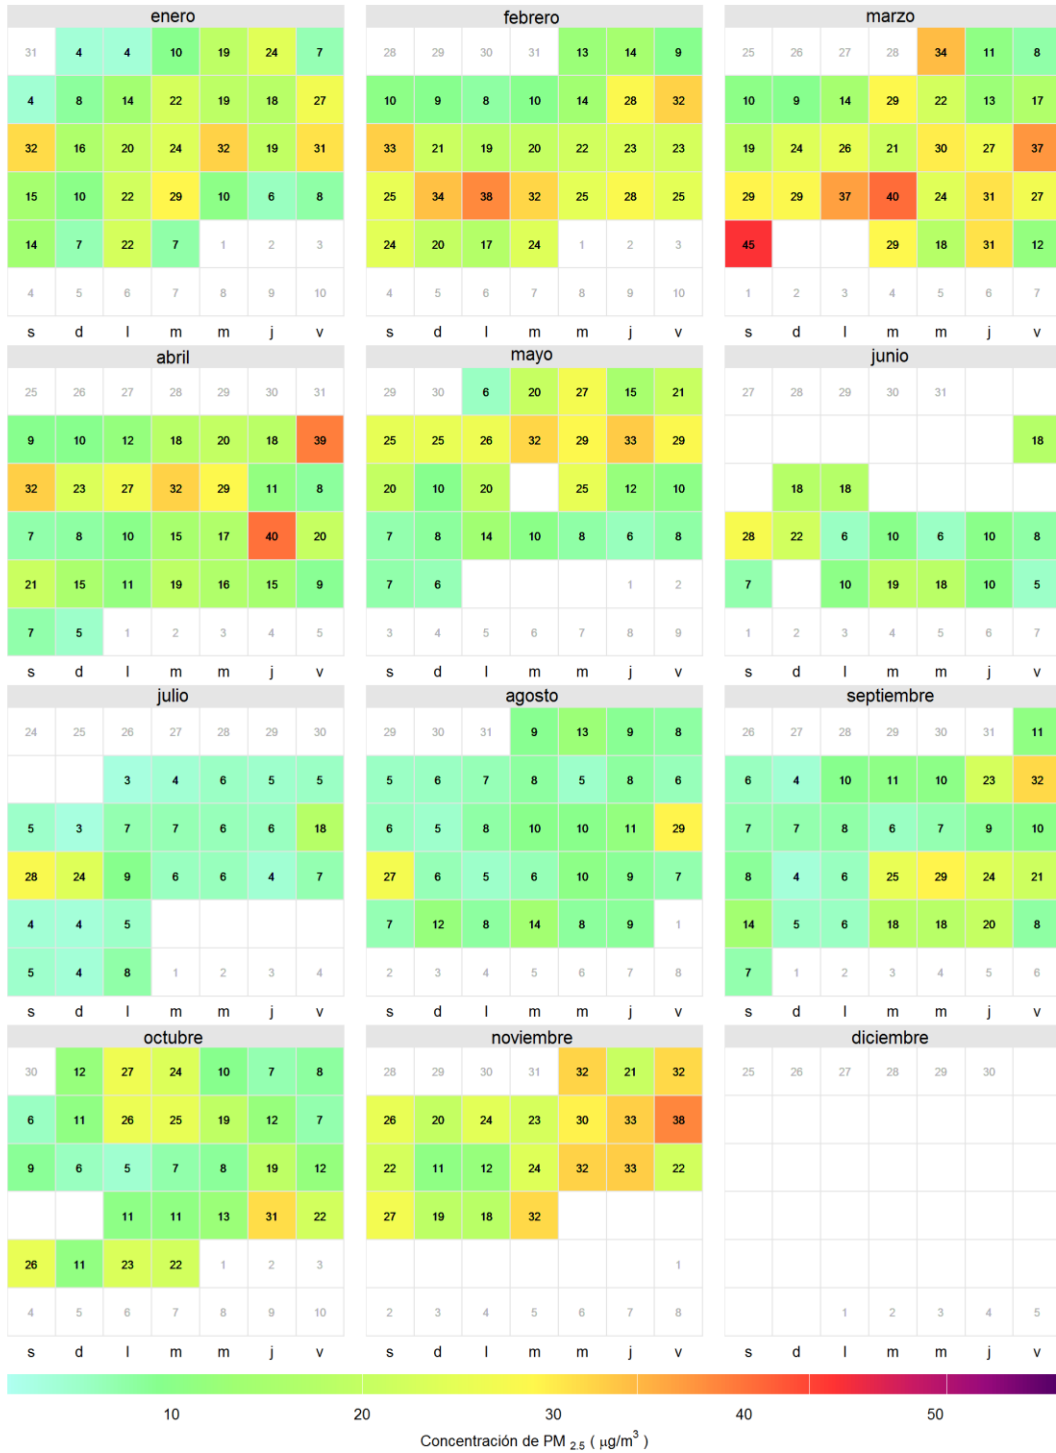 enero febrero marzo
31 4 4 10 19 24 7 28 29 30 31 13 14 9 25 26 27 28 34 11 8
4 8 14 22 19 18 27 10 9 8 10 14 28 32 10 9 14 29 22 13 17
32 16 20 24 32 19 31 33 21 19 20 22 23 23 19 24 26 21 30 27 37
15 10 22 29 10 6 8 25 34 38 32 25 28 25 29 29 37 40 24 31 27
14 7 22 7 1 2 3 24 20 17 24 1 2 3 45 29 18 31 12
4 5 6 7 8 9 10 4 5 6 7 8 9 10 1 2 3 4 5 6 7
s d l m m j v s d l m m j v s d l m m j v
abril mayo junio
25 26 27 28 29 30 31 29 30 6 20 27 15 21 27 28 29 30 31
9 10 12 18 20 18 39 25 25 26 32 29 33 29 18
32 23 27 32 29 11 8 20 10 20 25 12 10 18 18
7 8 10 15 17 40 20 7 8 14 10 8 6 8 28 22 6 10 6 10 8
21 15 11 19 16 15 9 7 6 1 2 7 10 19 18 10 5
7 5 1 2 3 4 5 3 4 5 6 7 8 9 1 2 3 4 5 6 7
s d l m m j v s d l m m j v s d l m m j v
julio agosto septiembre
24 25 26 27 28 29 30 29 30 31 9 13 9 8 26 27 28 29 30 31 11
3 4 6 5 5 5 6 7 8 5 8 6 6 4 10 11 10 23 32
5 3 7 7 6 6 18 6 5 8 10 10 11 29 7 7 8 6 7 9 10
28 24 9 6 6 4 7 27 6 5 6 10 9 7 8 4 6 25 29 24 21
4 4 5 7 12 8 14 8 9 1 14 5 6 18 18 20 8
5 4 8 1 2 3 4 2 3 4 5 6 7 8 7 1 2 3 4 5 6
s d l m m j v s d l m m j v s d l m m j v
octubre noviembre diciembre
30 12 27 24 10 7 8 28 29 30 31 32 21 32 25 26 27 28 29 30
6 11 26 25 19 12 7 26 20 24 23 30 33 38
9 6 5 7 8 19 12 22 11 12 24 32 33 22
11 11 13 31 22 27 19 18 32
26 11 23 22 1 2 3 1
4 5 6 7 8 9 10 2 3 4 5 6 7 8 1 2 3 4 5
s d l m m j v s d l m m j v s d l m m j v
10 20 30 40 50
Concentración de PM 2.5 ( µg/m³ )